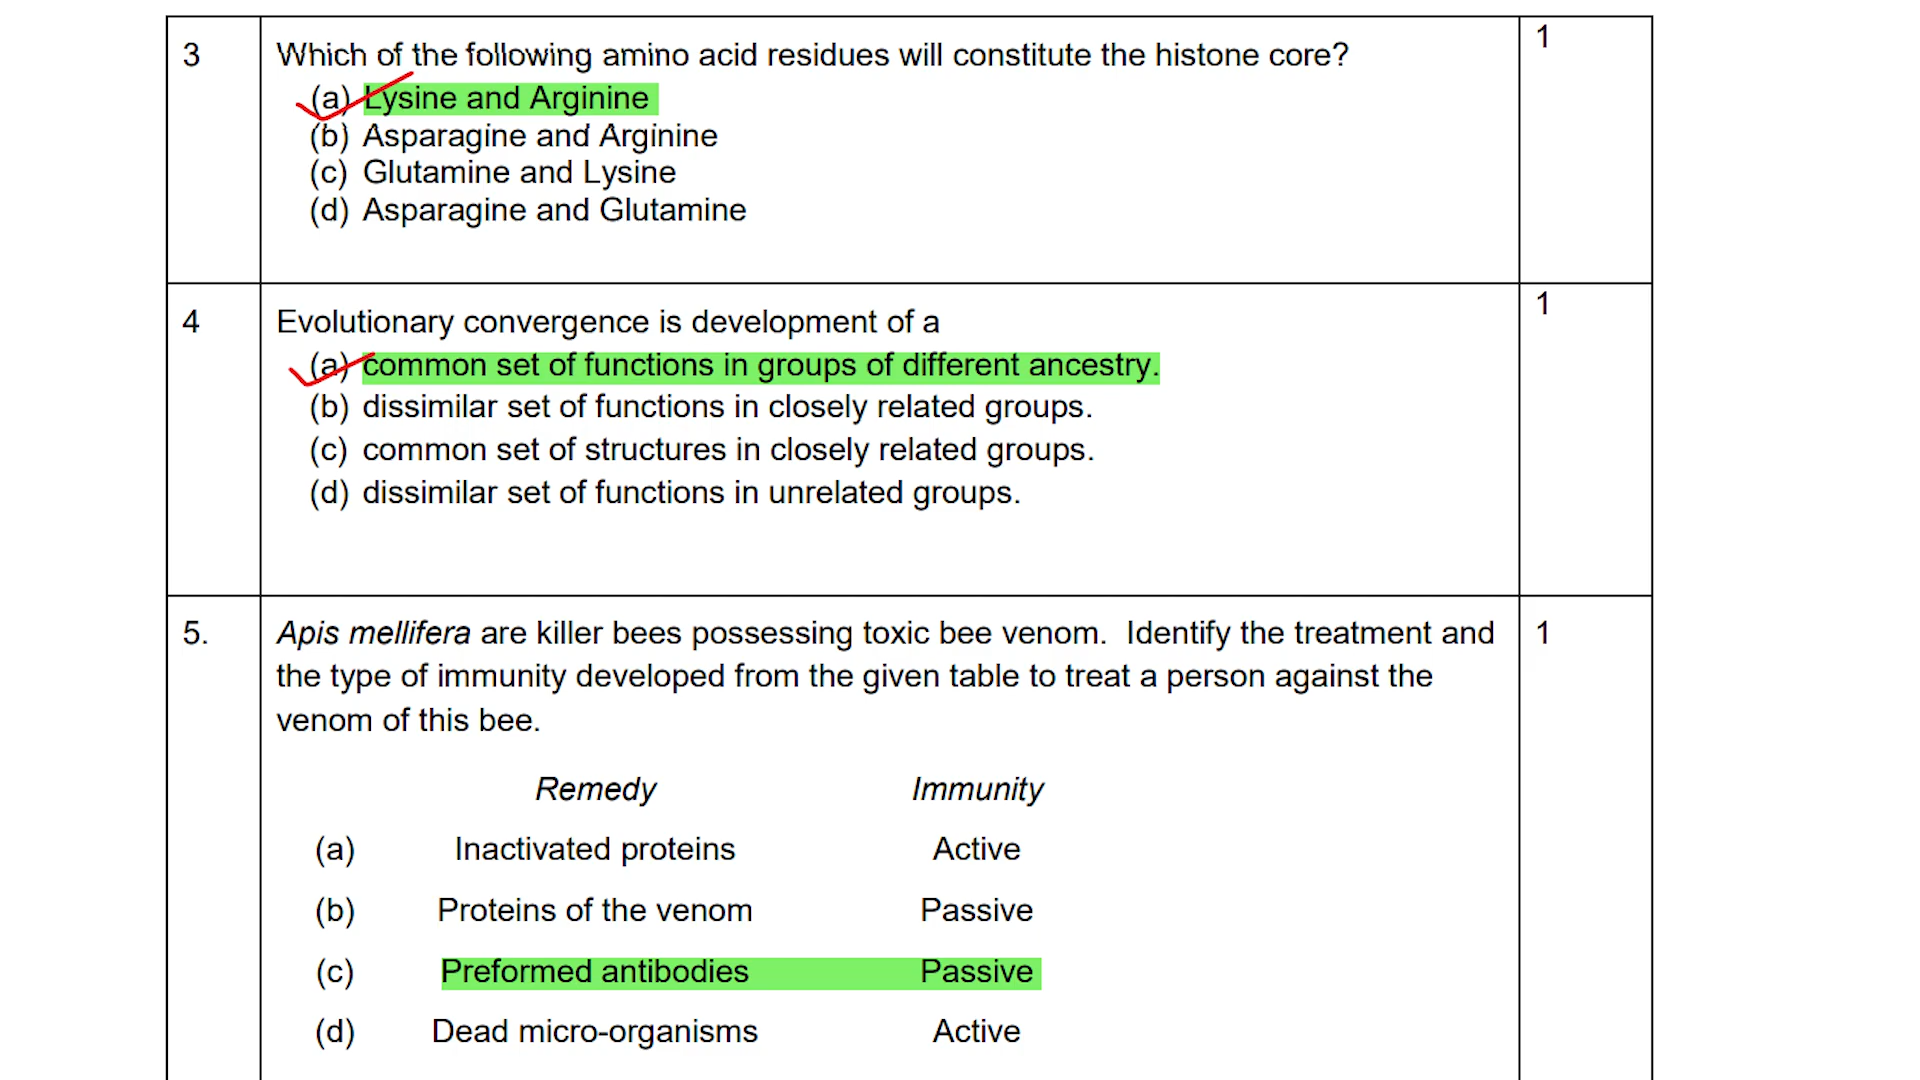 3 Which of the following amino acid residues will constitute the histone core? 1
(a) Lysine and Arginine
(b) Asparagine and Arginine
(c) Glutamine and Lysine
(d) Asparagine and Glutamine
4 Evolutionary convergence is development of a 1
(a) common set of functions in groups of different ancestry.
(b) dissimilar set of functions in closely related groups.
(c) common set of structures in closely related groups.
(d) dissimilar set of functions in unrelated groups.
5. Apis mellifera are killer bees possessing toxic bee venom. Identify the treatment and 1
the type of immunity developed from the given table to treat a person against the
venom of this bee.
Remedy Immunity
(a) Inactivated proteins Active
(b) Proteins of the venom Passive
(c) Preformed antibodies Passive
(d) Dead micro-organisms Active